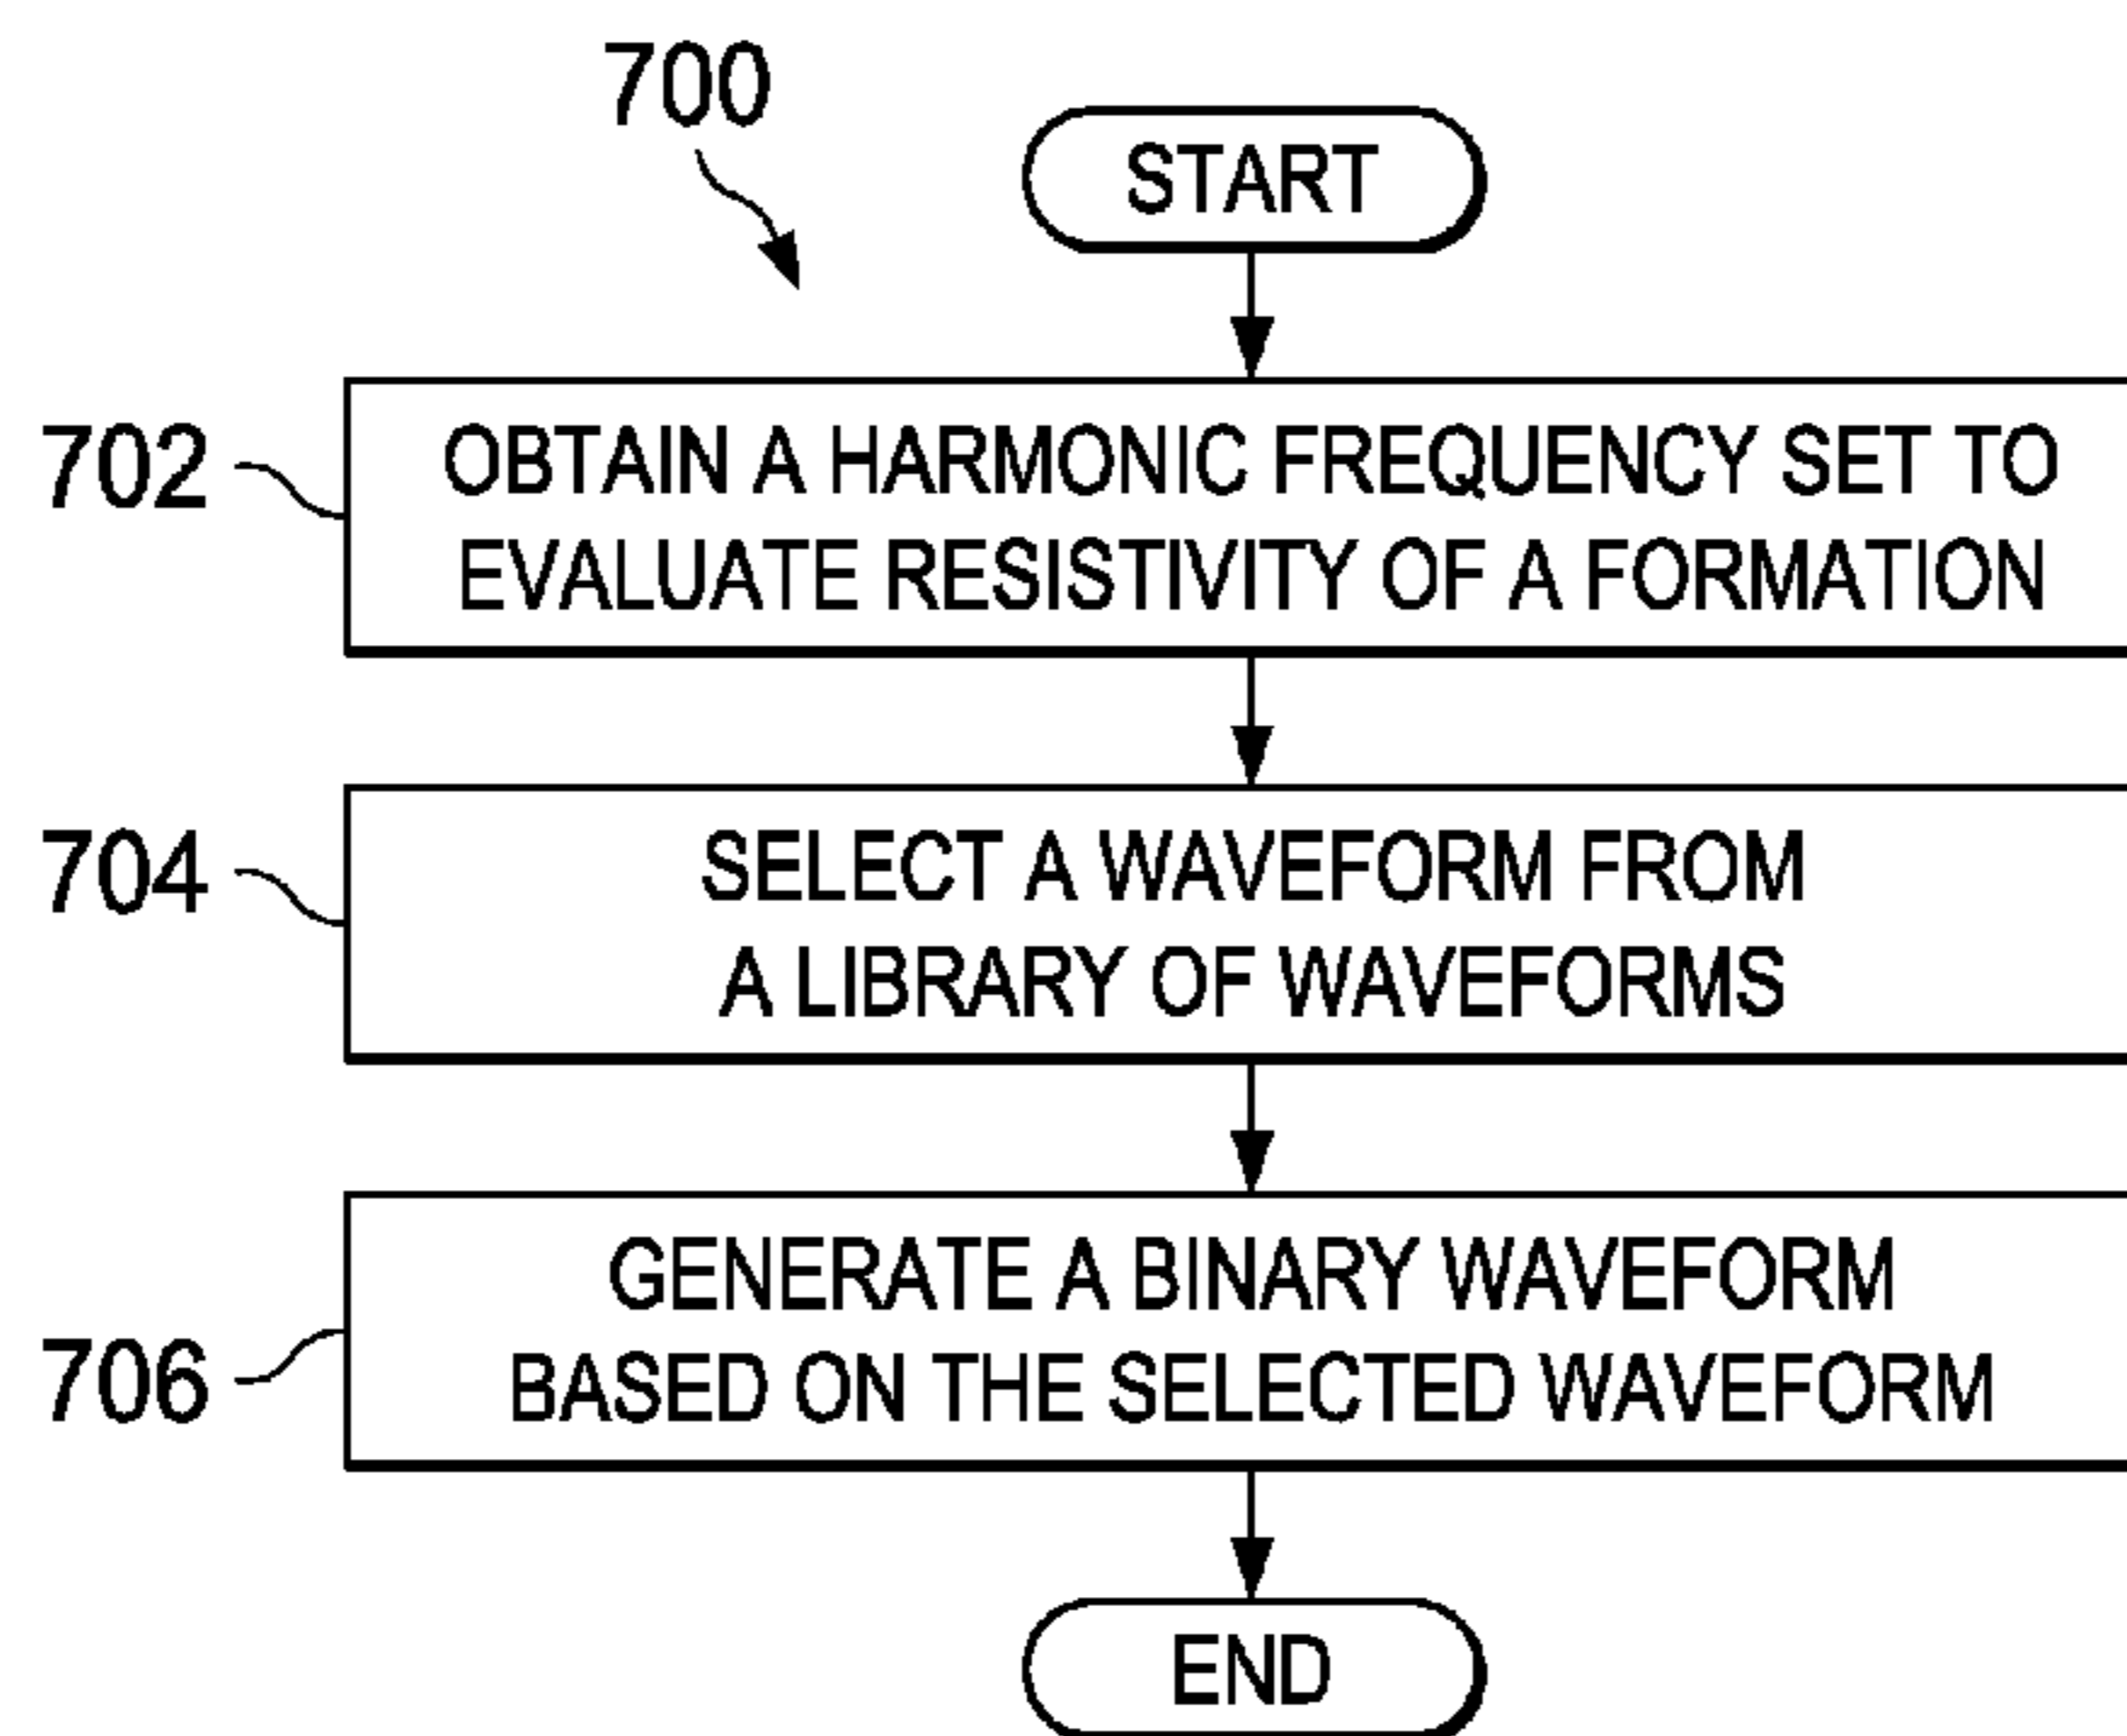 700
START
702
OBTAIN A HARMONIC FREQUENCY SET TO
EVALUATE RESISTIVITY OF A FORMATION
704
SELECT A WAVEFORM FROM
A LIBRARY OF WAVEFORMS
706
GENERATE A BINARY WAVEFORM
BASED ON THE SELECTED WAVEFORM
END